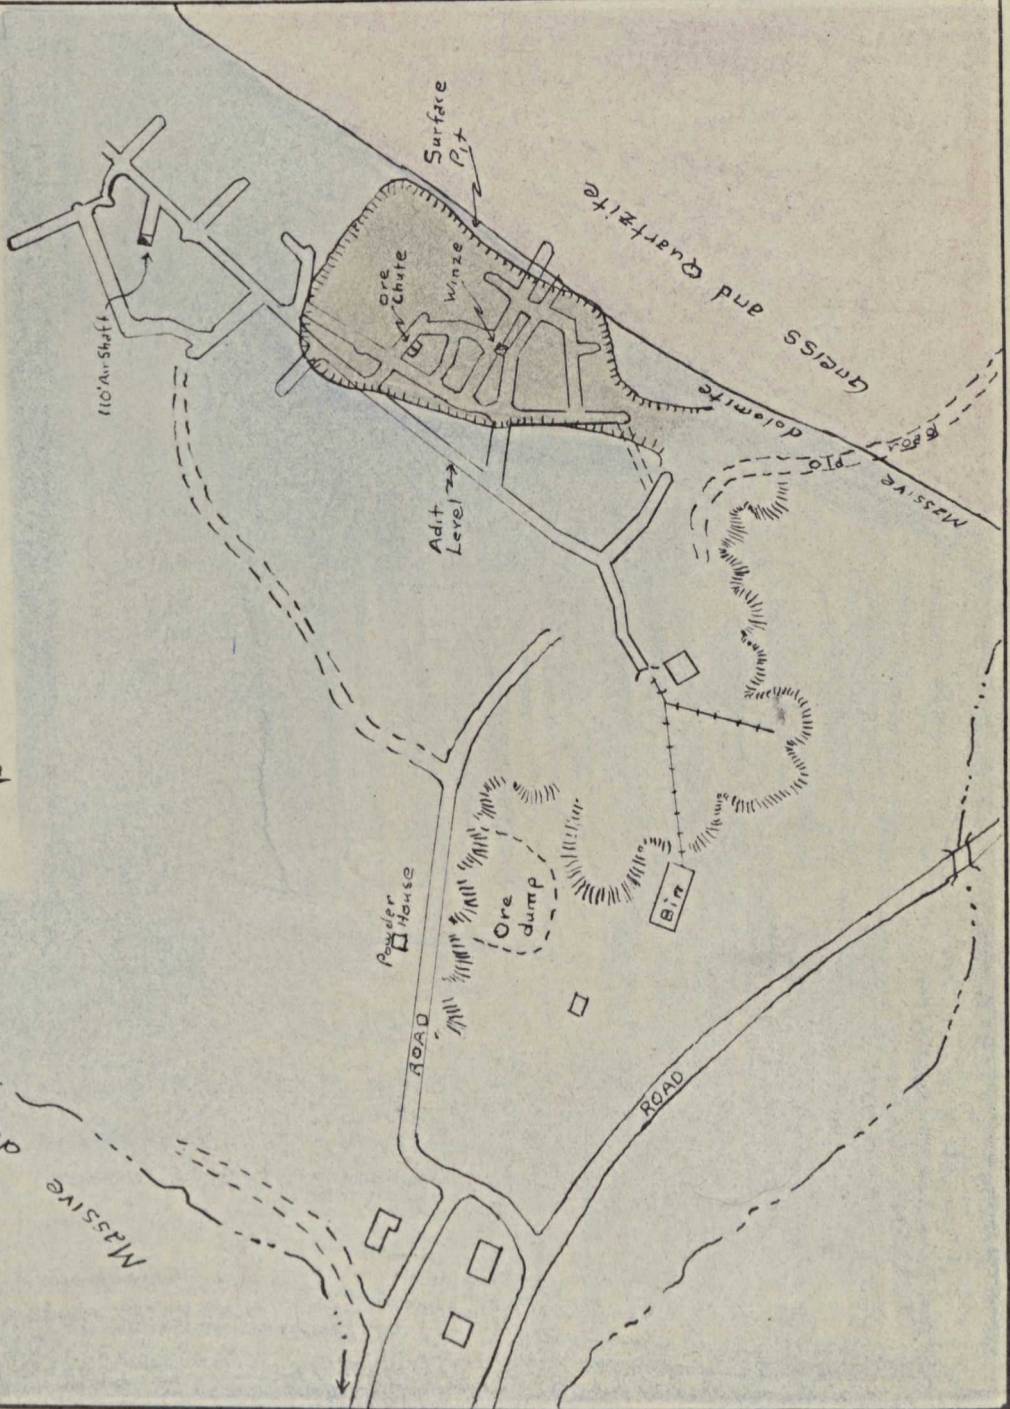 Surface
Pit
Gneiss and Quartzite
Ore
Chute
Winze
110' Air Shaft
Massive dolomite
Old Road
Adit
Level
Powder
House
Ore
dump
Bin
ROAD
ROAD
Massive